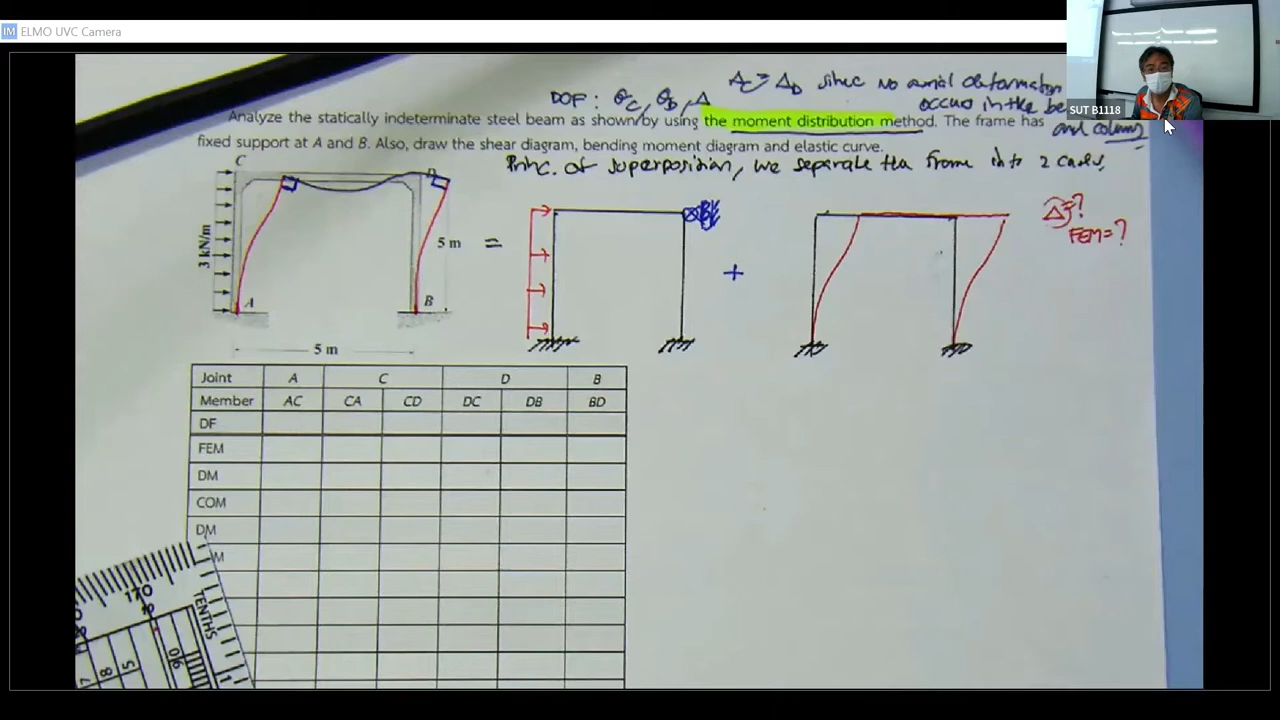 ELMO UVC Camera
SUT B1118
Δc = ΔD since no axial deformation
DOF: θc, θD, Δ occurs in the
and column
Analyze the statically indeterminate steel beam as shown by using the moment distribution method. The frame has
fixed support at A and B. Also, draw the shear diagram, bending moment diagram and elastic curve.
Princ. of superposition, we separate the frame into 2 cases,
C
D
3 kN/m
5 m
=
+
Δ=?
FEM=?
A
B
5 m
Joint A C D B
Member AC CA CD DC DB BD
DF
FEM
DM
COM
DM
M
170
TENTHS